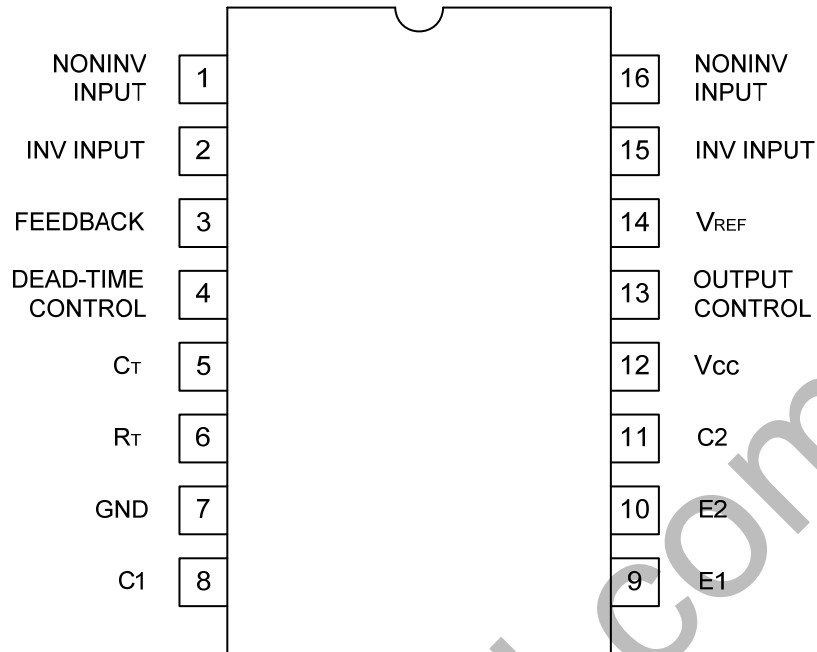 NONINV
INPUT
1
INV INPUT
2
FEEDBACK
3
DEAD-TIME
CONTROL
4
CT
5
RT
6
GND
7
C1
8
16
NONINV
INPUT
15
INV INPUT
14
VREF
13
OUTPUT
CONTROL
12
Vcc
11
C2
10
E2
9
E1
.com